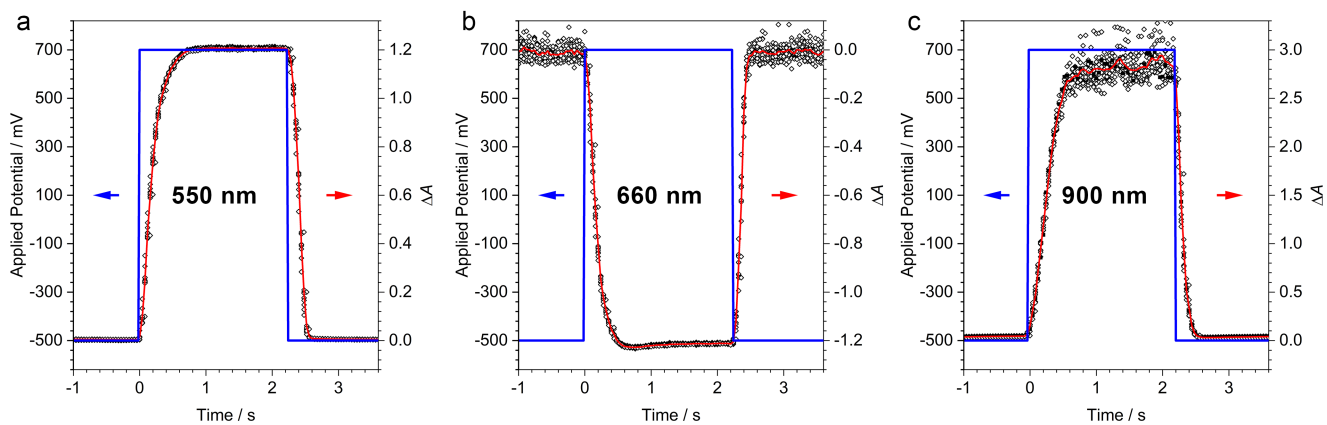 a
700
500
300
100
-100
-300
-500
Applied Potential / mV
550 nm
1.2
1.0
0.8
0.6
0.4
0.2
0.0
ΔA
-1 0 1 2 3
Time / s
b
700
500
300
100
-100
-300
-500
Applied Potential / mV
660 nm
0.0
-0.2
-0.4
-0.6
-0.8
-1.0
-1.2
ΔA
-1 0 1 2 3
Time / s
c
700
500
300
100
-100
-300
-500
Applied Potential / mV
900 nm
3.0
2.5
2.0
1.5
1.0
0.5
0.0
ΔA
-1 0 1 2 3
Time / s